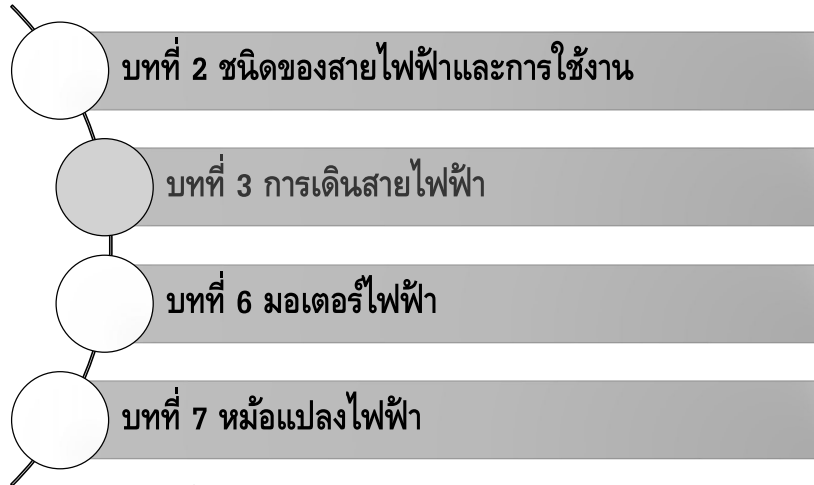 บทที่ 2 ชนิดของสายไฟฟ้าและการใช้งาน
บทที่ 3 การเดินสายไฟฟ้า
บทที่ 6 มอเตอร์ไฟฟ้า
บทที่ 7 หม้อแปลงไฟฟ้า